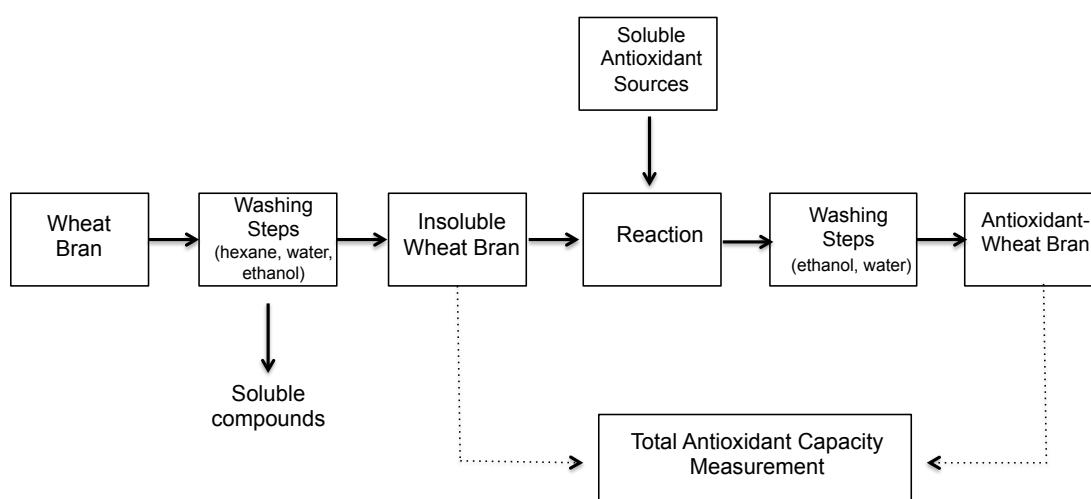 Soluble
Antioxidant
Sources
Wheat
Bran
Washing
Steps
(hexane, water,
ethanol)
Insoluble
Wheat Bran
Reaction
Washing
Steps
(ethanol, water)
Antioxidant-
Wheat Bran
Soluble
compounds
Total Antioxidant Capacity
Measurement